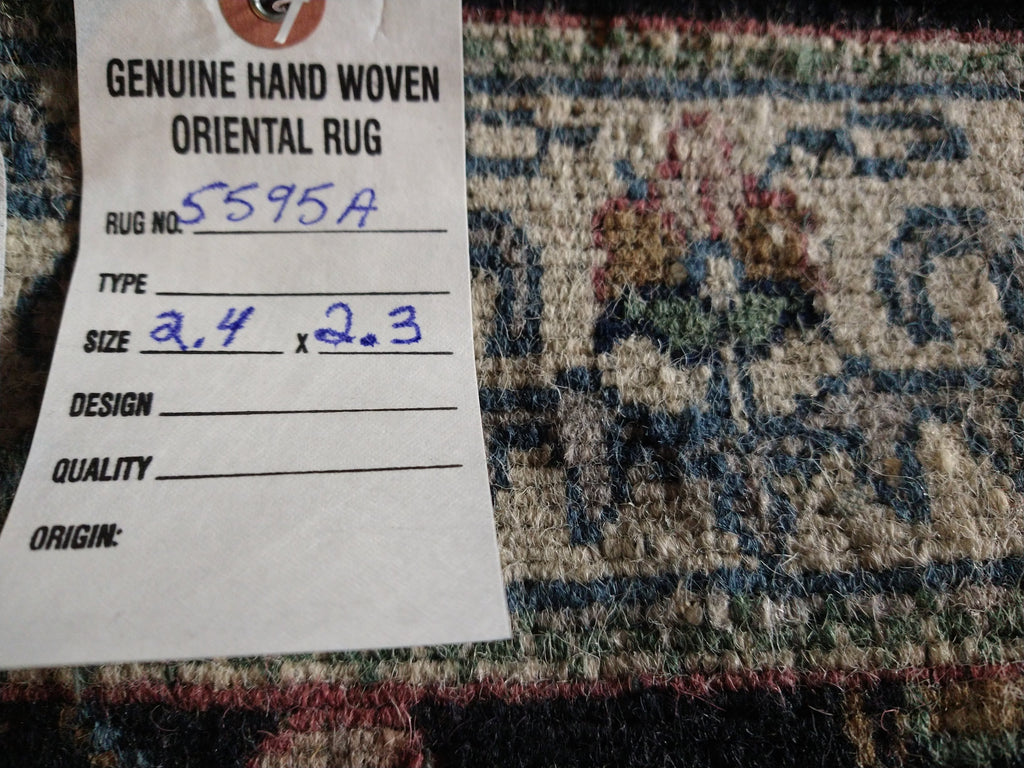 GENUINE HAND WOVEN
ORIENTAL RUG
RUG NO. 5595A
TYPE
SIZE 2.4 x 2.3
DESIGN
QUALITY
ORIGIN: